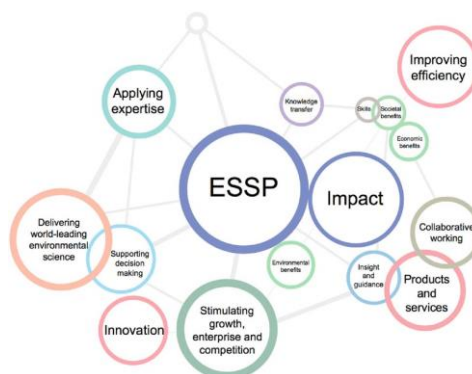 Improving
efficiency
Applying
expertise
Knowledge
transfer
Skills
Societal
benefits
Economic
benefits
ESSP
Impact
Delivering
world-leading
environmental
science
Supporting
decision
making
Environmental
benefits
Insight and
guidance
Collaborative
working
Products and
services
Innovation
Stimulating
growth,
enterprise and
competition